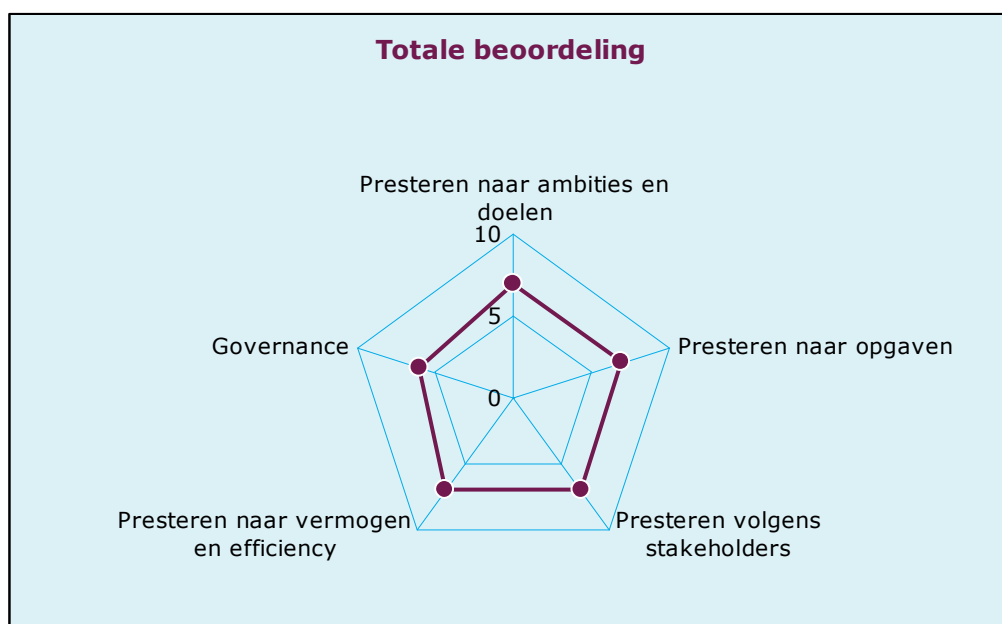 Totale beoordeling
Presteren naar ambities en
doelen
10
Governance
5
Presteren naar opgaven
0
Presteren naar vermogen
en efficiency
Presteren volgens
stakeholders